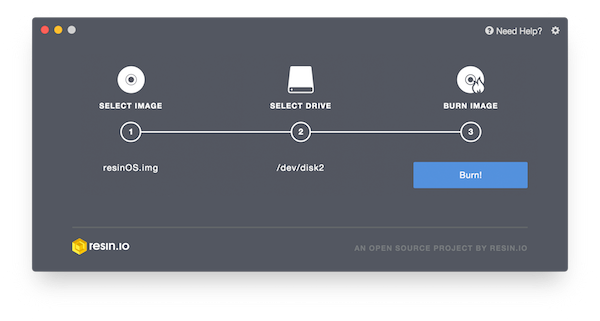 Need Help?
SELECT IMAGE
SELECT DRIVE
BURN IMAGE
1
2
3
resinOS.img
/dev/disk2
Burn!
resin.io
AN OPEN SOURCE PROJECT BY RESIN.IO